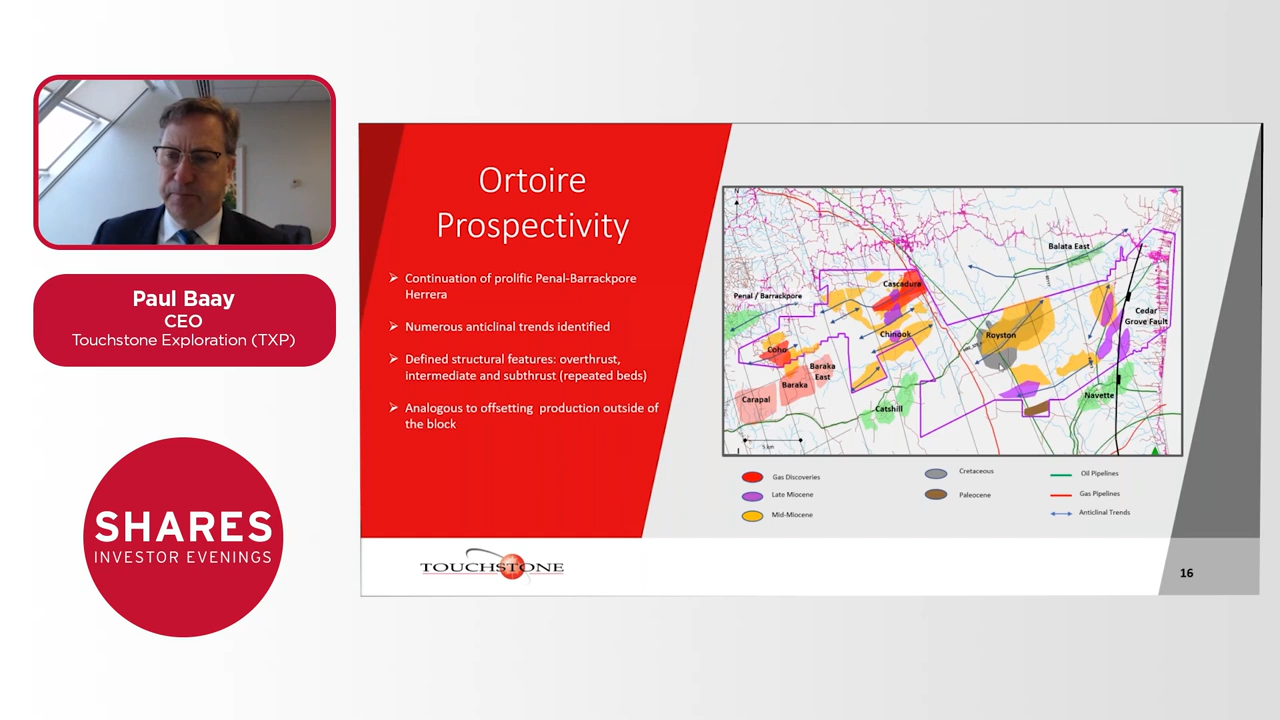 Paul Baay
CEO
Touchstone Exploration (TXP)
SHARES
INVESTOR EVENINGS
Ortoire
Prospectivity
Continuation of prolific Penal-Barrackpore
Herrera
Numerous anticlinal trends identified
Defined structural features: overthrust,
intermediate and subthrust (repeated beds)
Analogous to offsetting production outside of
the block
N
Balata East
Cascadura
Penal / Barrackpore
Cedar
Grove Fault
Chinook
Royston
Coho
Baraka
East
Baraka
Carapal
Catshill
Navette
5 km
Gas Discoveries
Late Miocene
Mid-Miocene
Cretaceous
Paleocene
Oil Pipelines
Gas Pipelines
Anticlinal Trends
TOUCHSTONE
16